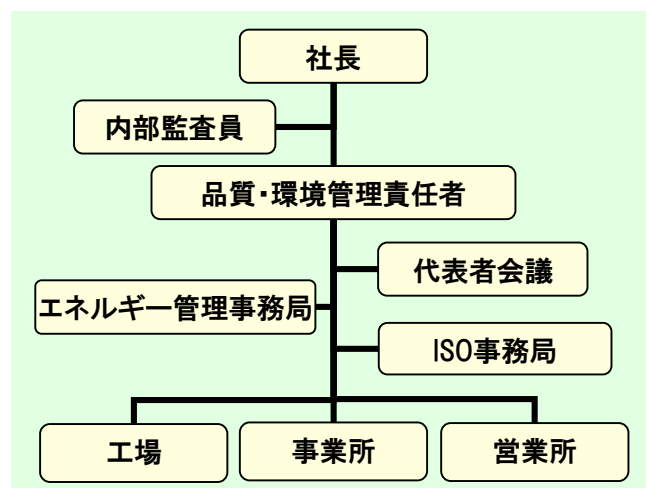 社長
内部監査員
品質・環境管理責任者
代表者会議
エネルギー管理事務局
ISO事務局
工場
事業所
営業所